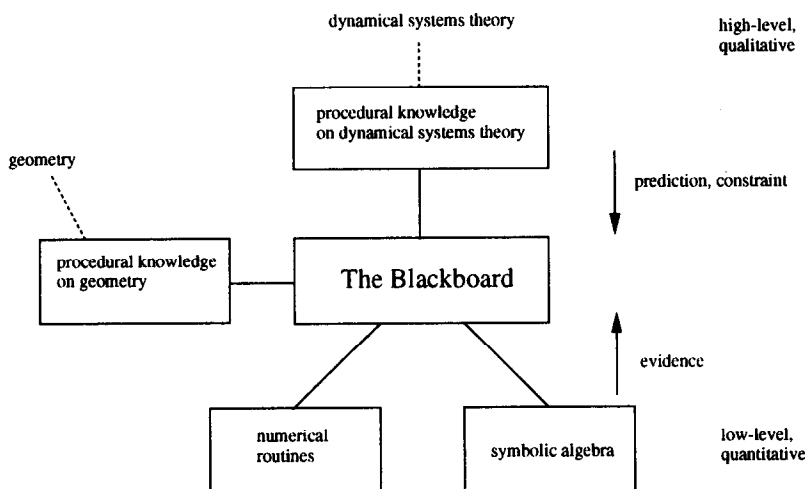 dynamical systems theory
high-level,
qualitative
procedural knowledge
on dynamical systems theory
geometry
prediction, constraint
procedural knowledge
on geometry
The Blackboard
evidence
numerical
routines
symbolic algebra
low-level,
quantitative